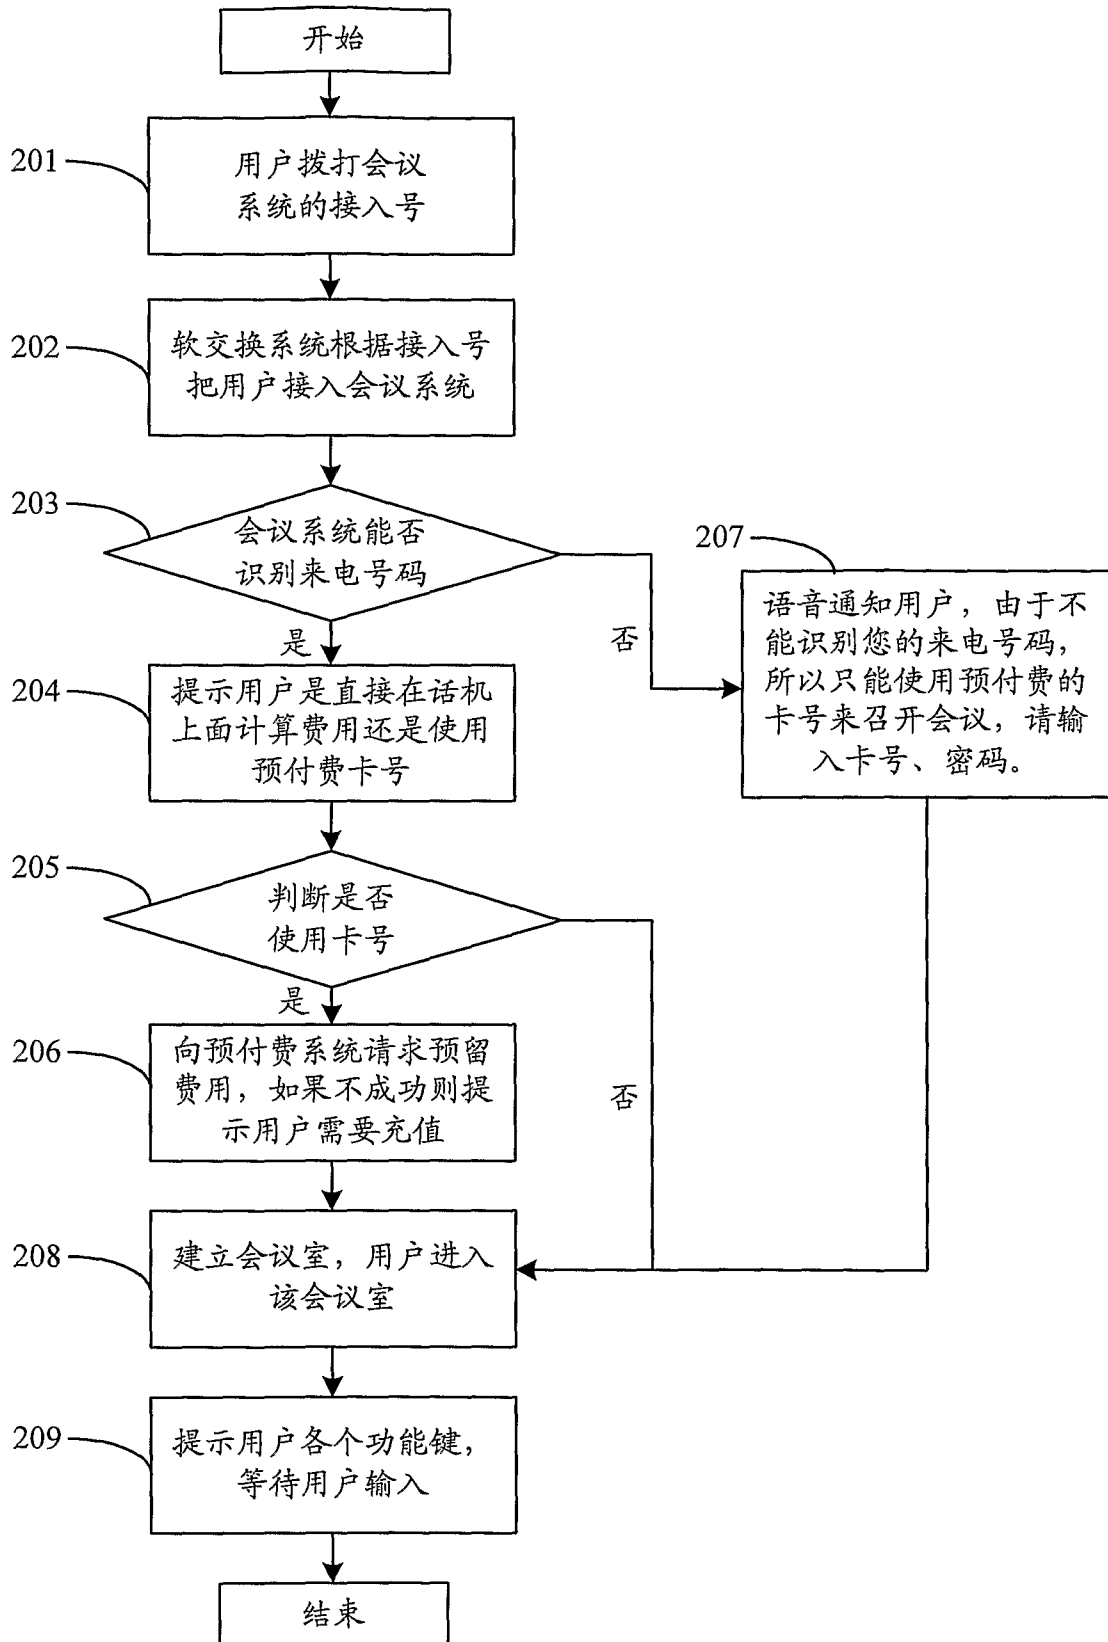 开始
201
用户拨打会议
系统的接入号
202
软交换系统根据接入号
把用户接入会议系统
203
会议系统能否
识别来电号码
是
否
207
语音通知用户，由于不
能识别您的来电号码，
所以只能使用预付费的
卡号来召开会议，请输
入卡号、密码。
204
提示用户是直接在话机
上面计算费用还是使用
预付费卡号
205
判断是否
使用卡号
是
否
206
向预付费系统请求预留
费用，如果不成功则提
示用户需要充值
208
建立会议室，用户进入
该会议室
209
提示用户各个功能键，
等待用户输入
结束